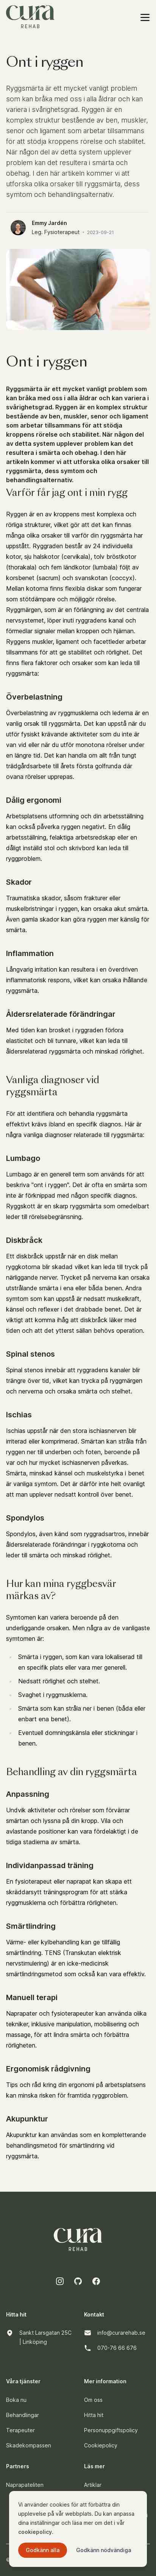 cura
REHAB
Ont i ryggen
Ryggsmärta är ett mycket vanligt problem
som kan bråka med oss i alla åldrar och kan
variera i svårighetsgrad. Ryggen är en
komplex struktur bestående av ben, muskler,
senor och ligament som arbetar tillsammans
för att stödja kroppens rörelse och stabilitet.
När någon del av detta system upplever
problem kan det resultera i smärta och
obehag. I den här artikeln kommer vi att
utforska olika orsaker till ryggsmärta, dess
symtom och behandlingsalternativ.
Emmy Jardén
Leg. Fysioterapeut · 2023-09-21
Ont i ryggen
Ryggsmärta är ett mycket vanligt problem som
kan bråka med oss i alla åldrar och kan variera i
svårighetsgrad. Ryggen är en komplex struktur
bestående av ben, muskler, senor och ligament
som arbetar tillsammans för att stödja
kroppens rörelse och stabilitet. När någon del
av detta system upplever problem kan det
resultera i smärta och obehag. I den här
artikeln kommer vi att utforska olika orsaker till
ryggsmärta, dess symtom och
behandlingsalternativ.
Varför får jag ont i min rygg
Ryggen är en av kroppens mest komplexa och
rörliga strukturer, vilket gör att det kan finnas
många olika orsaker till varför din ryggsmärta har
uppstått. Ryggraden består av 24 individuella
kotor, sju halskotor (cervikala), tolv bröstkotor
(thorakala) och fem ländkotor (lumbala) följt av
korsbenet (sacrum) och svanskotan (coccyx).
Mellan kotorna finns flexibla diskar som fungerar
som stötdämpare och möjliggör rörelse.
Ryggmärgen, som är en förlängning av det centrala
nervsystemet, löper inuti ryggradens kanal och
förmedlar signaler mellan kroppen och hjärnan.
Ryggens muskler, ligament och facettleder arbetar
tillsammans för att ge stabilitet och rörlighet. Det
finns flera faktorer och orsaker som kan leda till
ryggsmärta:
Överbelastning
Överbelastning av ryggmusklerna och lederna är en
vanlig orsak till ryggsmärta. Det kan uppstå när du
utför fysiskt krävande aktiviteter som du inte är
van vid eller när du utför monotona rörelser under
en längre tid. Det kan handla om allt från tungt
trädgårdsarbete till årets första golfrunda där
ovana rörelser upprepas.
Dålig ergonomi
Arbetsplatsens utformning och din arbetsställning
kan också påverka ryggen negativt. En dålig
arbetsställning, felaktiga arbetsredskap eller en
dåligt inställd stol och skrivbord kan leda till
ryggproblem.
Skador
Traumatiska skador, såsom frakturer eller
muskelbristningar i ryggen, kan orsaka akut smärta.
Även gamla skador kan göra ryggen mer känslig för
smärta.
Inflammation
Långvarig irritation kan resultera i en överdriven
inflammatorisk respons, vilket kan orsaka ihållande
ryggsmärta.
Åldersrelaterade förändringar
Med tiden kan brosket i ryggraden förlora
elasticitet och bli tunnare, vilket kan leda till
åldersrelaterad ryggsmärta och minskad rörlighet.
Vanliga diagnoser vid
ryggsmärta
För att identifiera och behandla ryggsmärta
effektivt krävs ibland en specifik diagnos. Här är
några vanliga diagnoser relaterade till ryggsmärta:
Lumbago
Lumbago är en generell term som används för att
beskriva "ont i ryggen". Det är ofta en smärta som
inte är förknippad med någon specifik diagnos.
Ryggskott är en skarp ryggsmärta som omedelbart
leder till rörelsebegränsning.
Diskbråck
Ett diskbråck uppstår när en disk mellan
ryggkotorna blir skadad vilket kan leda till tryck på
närliggande nerver. Trycket på nerverna kan orsaka
utstrålande smärta i ena eller båda benen. Andra
symtom som kan uppstå är nedsatt muskelkraft,
känsel och reflexer i det drabbade benet. Det är
viktigt att komma ihåg att diskbråck läker med
tiden och att det ytterst sällan behövs operation.
Spinal stenos
Spinal stenos innebär att ryggradens kanaler blir
trängre över tid, vilket kan trycka på ryggmärgen
och nerverna och orsaka smärta och stelhet.
Ischias
Ischias uppstår när den stora ischiasnerven blir
irriterad eller komprimerad. Smärtan kan stråla från
ryggen ner till underben och foten, beroende på
var och hur mycket ischiasnerven påverkas.
Smärta, minskad känsel och muskelstyrka i benet
är vanliga symtom. Det är därför inte helt ovanligt
att man upplever nedsatt kontroll över benet.
Spondylos
Spondylos, även känd som ryggradsartros, innebär
åldersrelaterade förändringar i ryggkotorna och
leder till smärta och minskad rörlighet.
Hur kan mina ryggbesvär
märkas av?
Symtomen kan variera beroende på den
underliggande orsaken. Men några av de vanligaste
symtomen är:
Smärta i ryggen, som kan vara lokaliserad till
en specifik plats eller vara mer generell.
Nedsatt rörlighet och stelhet.
Svaghet i ryggmusklerna.
Smärta som kan stråla ner i benen (båda eller
enbart ena benet).
Eventuell domningskänsla eller stickningar i
benen.
Behandling av din ryggsmärta
Anpassning
Undvik aktiviteter och rörelser som förvärrar
smärtan och lyssna på din kropp. Vila och
avlastande positioner kan vara fördelaktigt i de
tidiga stadierna av smärta.
Individanpassad träning
En fysioterapeut eller naprapat kan skapa ett
skräddarsytt träningsprogram för att stärka
ryggmusklerna och förbättra rörligheten.
Smärtlindring
Värme- eller kylbehandling kan ge tillfällig
smärtlindring. TENS (Transkutan elektrisk
nervstimulering) är en icke-medicinsk
smärtlindringsmetod som också kan vara effektiv.
Manuell terapi
Naprapater och fysioterapeuter kan använda olika
tekniker, inklusive manipulation, mobilisering och
massage, för att lindra smärta och förbättra
rörligheten.
Ergonomisk rådgivning
Tips och råd kring din ergonomi på arbetsplatsens
kan minska risken för framtida ryggproblem.
Akupunktur
Akupunktur kan användas som en kompletterande
behandlingsmetod för smärtlindring vid
ryggsmärta.
cura
REHAB
Hitta hit
Kontakt
Sankt Larsgatan 25C
| Linköping
info@curarehab.se
070-76 66 676
Våra tjänster
Mer information
Boka nu
Om oss
Behandlingar
Hitta hit
Terapeuter
Personuppgiftspolicy
Skadekompassen
Cookiepolicy
Partners
Läs mer
Naprapatelliten
Artiklar
Vi använder cookies för att förbättra din
upplevelse på vår webbplats. Du kan anpassa
dina inställningar och läsa mer om det i vår
cookiepolicy.
Godkänn alla
Godkänn nödvändiga